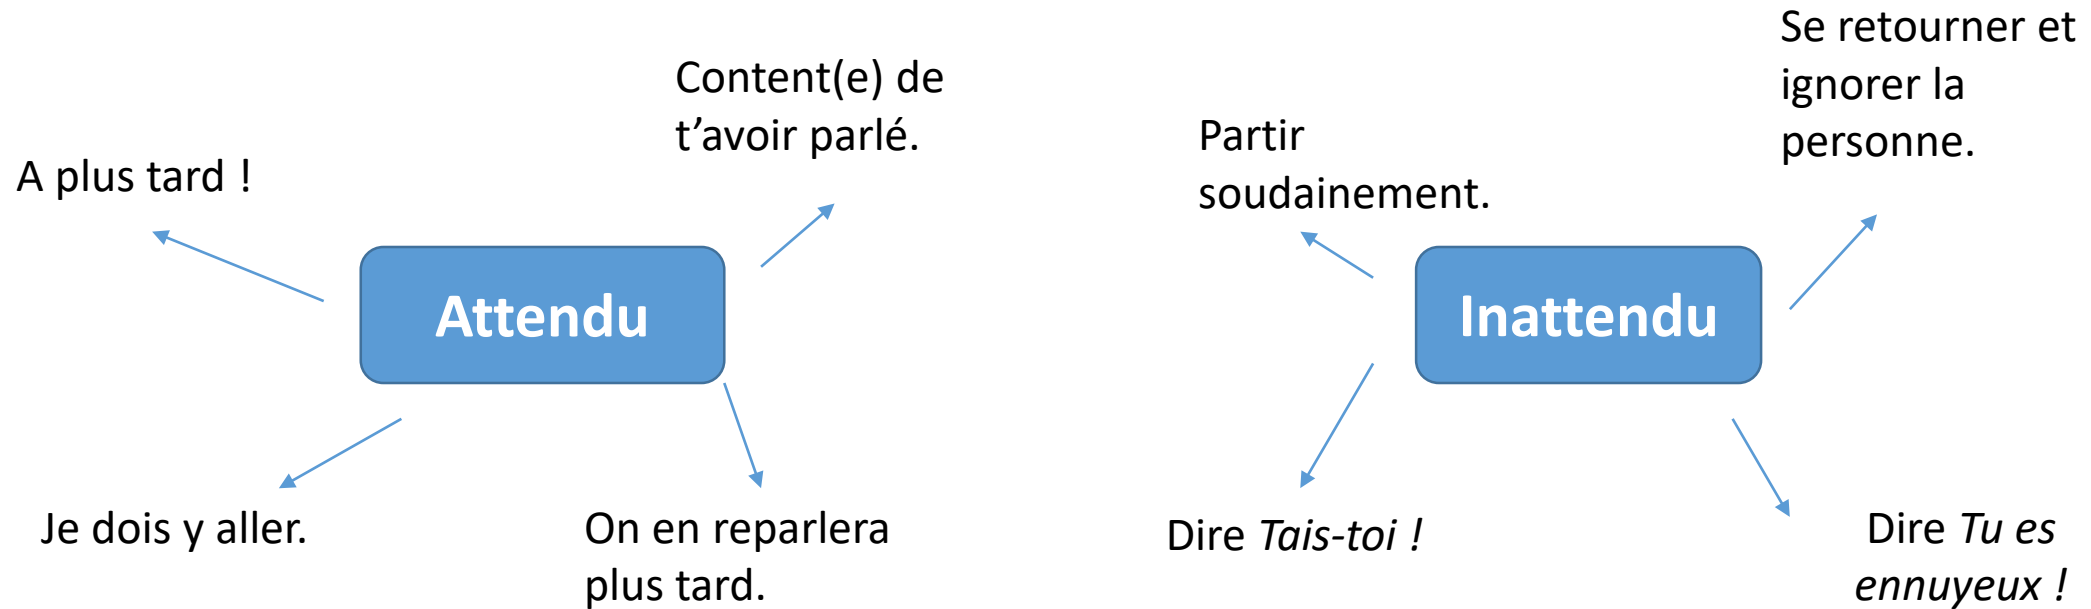 A plus tard !
Content(e) de
t’avoir parlé.
Attendu
Je dois y aller.
On en reparlera
plus tard.
Partir
soudainement.
Se retourner et
ignorer la
personne.
Inattendu
Dire Tais-toi !
Dire Tu es
ennuyeux !